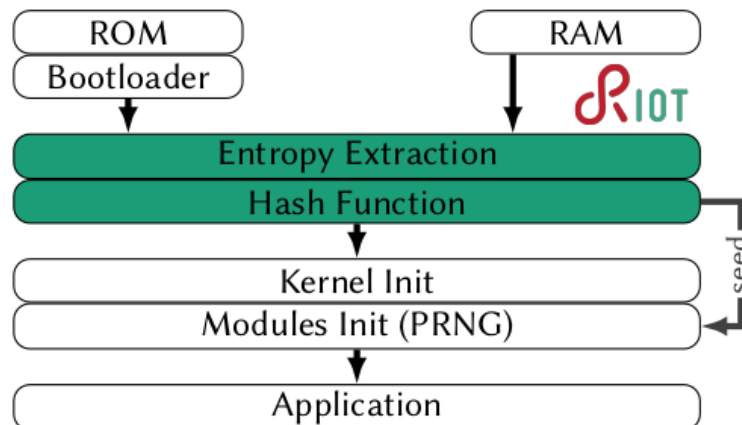 ROM
RAM
Bootloader
RIOT
Entropy Extraction
Hash Function
seed
Kernel Init
Modules Init (PRNG)
Application